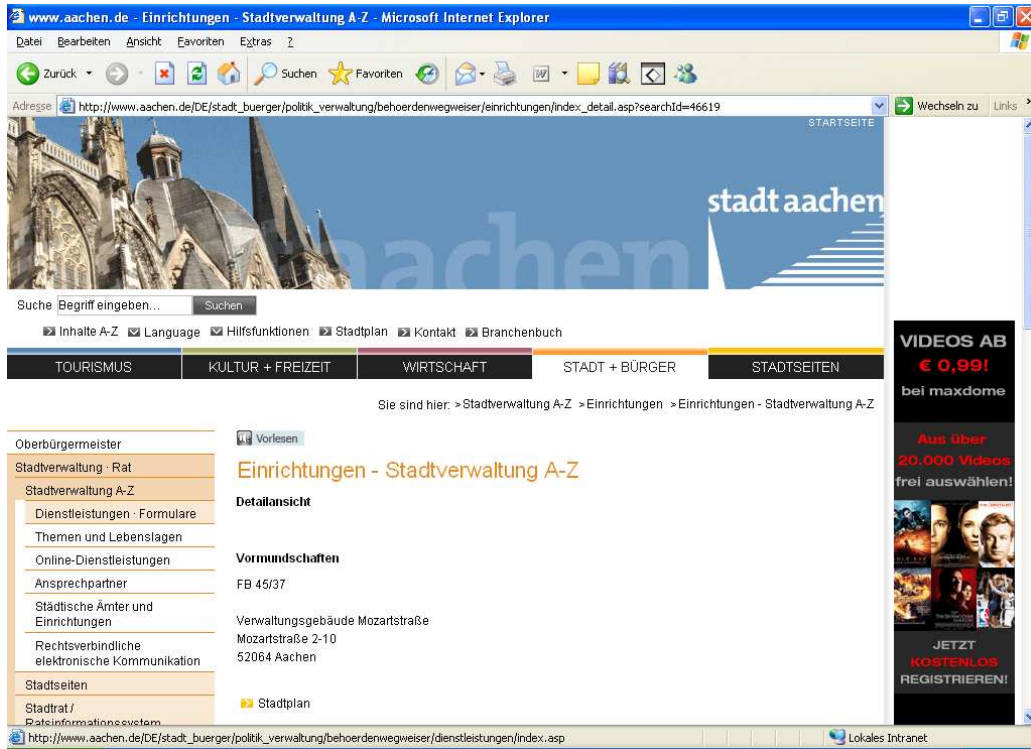 www.aachen.de - Einrichtungen - Stadtverwaltung A-Z - Microsoft Internet Explorer
Datei Bearbeiten Ansicht Favoriten Extras ?
Zurück Suchen Favoriten
Adresse http://www.aachen.de/DE/stadt_buerger/politik_verwaltung/behoerdenwegweiser/einrichtungen/index_detail.asp?searchId=46619 Wechseln zu Links »
STARTSEITE
stadt aachen
aachen
Suche Begriff eingeben... Suchen
Inhalte A-Z Language Hilfsfunktionen Stadtplan Kontakt Branchenbuch
TOURISMUS KULTUR + FREIZEIT WIRTSCHAFT STADT + BÜRGER STADTSEITEN
Sie sind hier: >Stadtverwaltung A-Z >Einrichtungen >Einrichtungen - Stadtverwaltung A-Z
Oberbürgermeister
Stadtverwaltung · Rat
Stadtverwaltung A-Z
Dienstleistungen · Formulare
Themen und Lebenslagen
Online-Dienstleistungen
Ansprechpartner
Städtische Ämter und
Einrichtungen
Rechtsverbindliche
elektronische Kommunikation
Stadtseiten
Stadtrat /
Ratsinformationssystem
Vorlesen
Einrichtungen - Stadtverwaltung A-Z
Detailansicht
Vormundschaften
FB 45/37
Verwaltungsgebäude Mozartstraße
Mozartstraße 2-10
52064 Aachen
Stadtplan
VIDEOS AB
€ 0,99!
bei maxdome
Aus über
20.000 Videos
frei auswählen!
JETZT
KOSTENLOS
REGISTRIEREN!
http://www.aachen.de/DE/stadt_buerger/politik_verwaltung/behoerdenwegweiser/dienstleistungen/index.asp Lokales Intranet